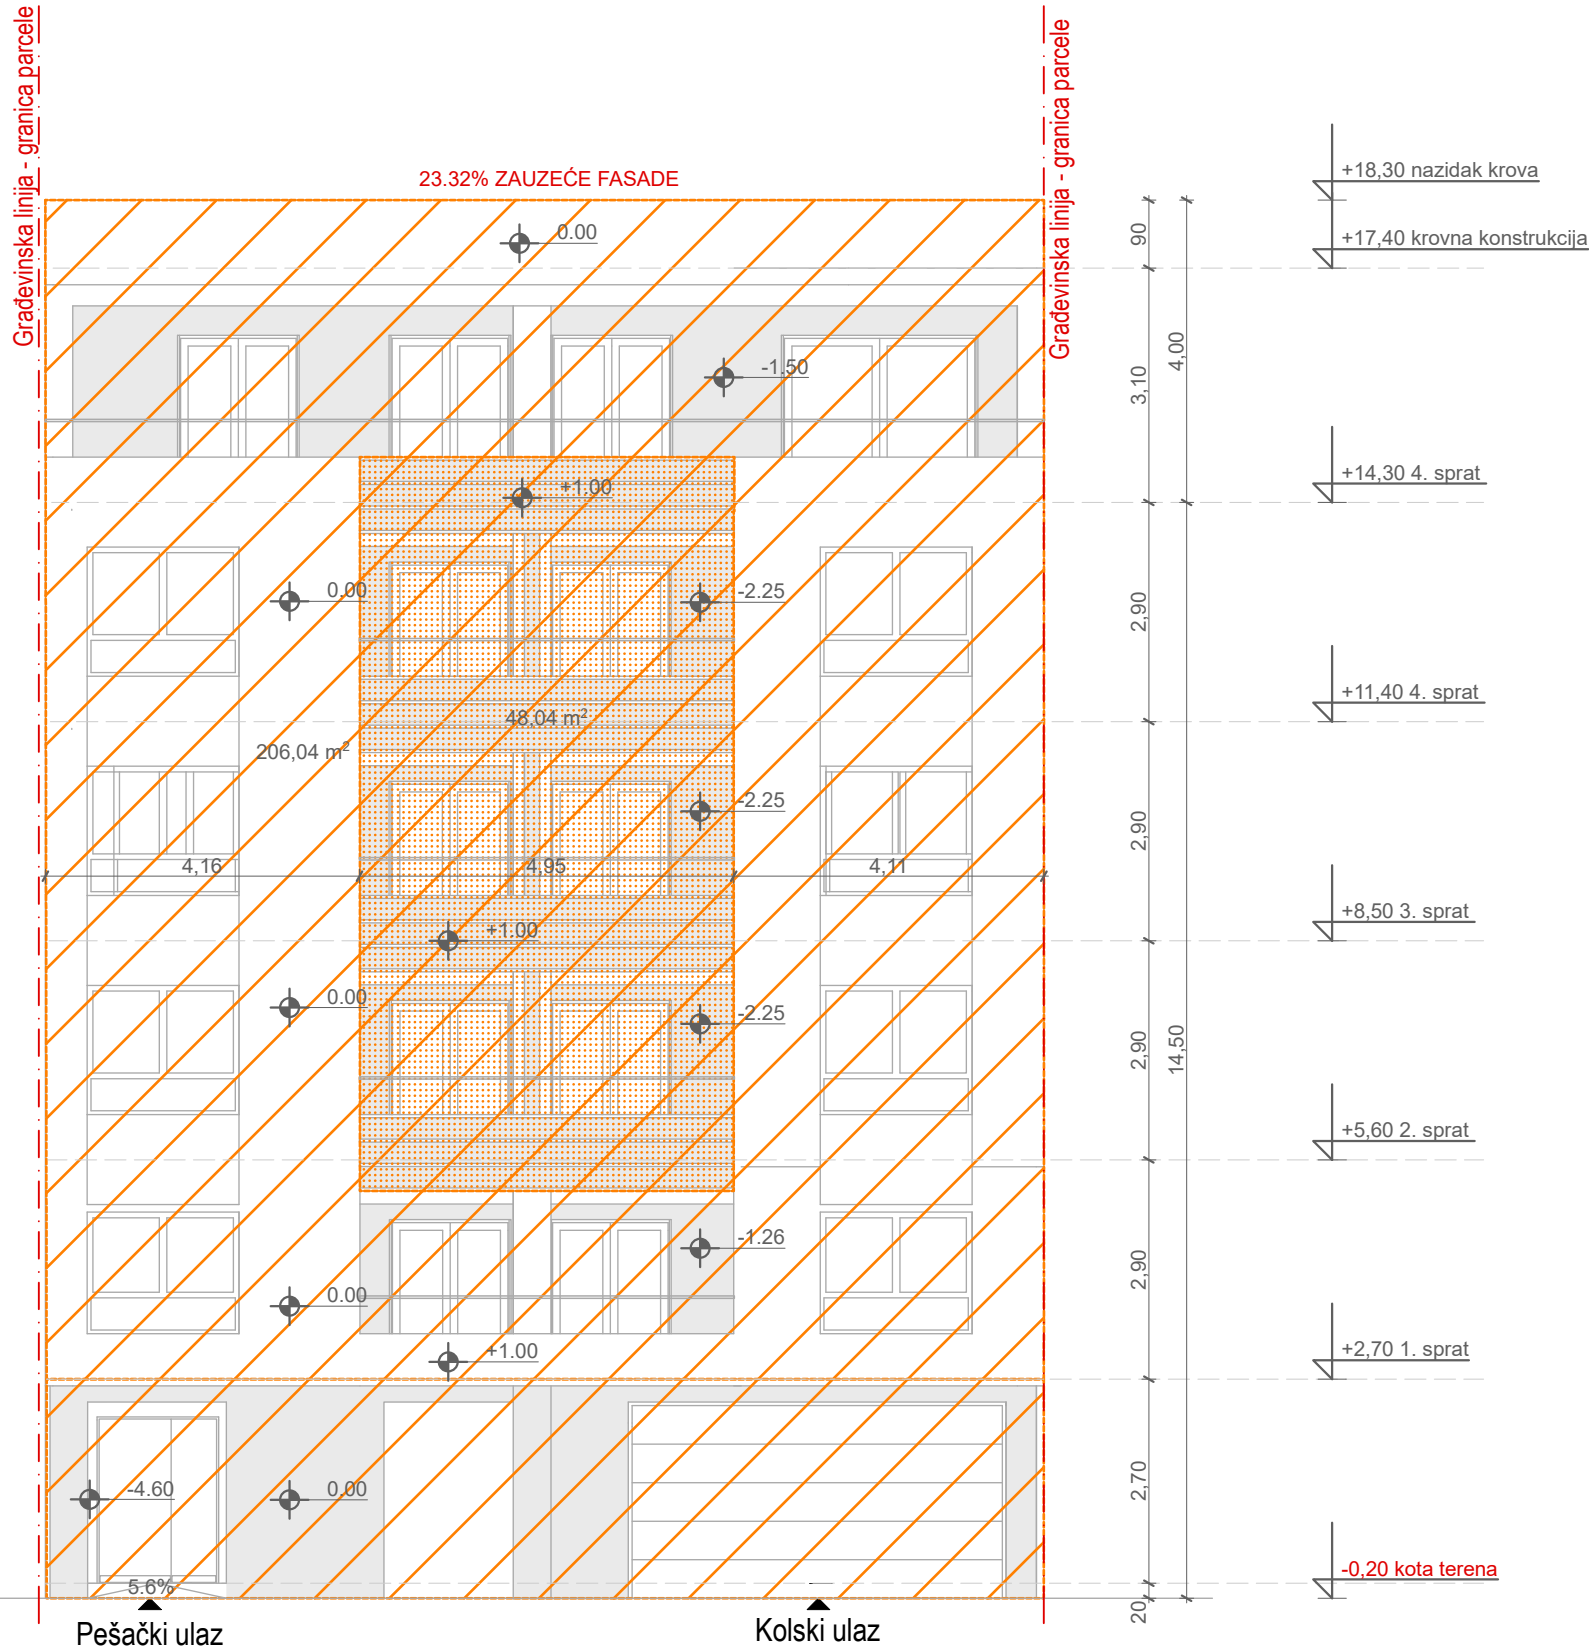 Građevinska linija - granica parcele
Građevinska linija - granica parcele
23.32% ZAUZEĆE FASADE
+18,30 nazidak krova
0.00
90
+17,40 krovna konstrukcija
-1.50
3,10
4,00
+1.00
+14,30 4. sprat
0.00
-2.25
2,90
48,04 m²
+11,40 4. sprat
206,04 m²
-2.25
2,90
4,16
4,95
4,11
+1.00
+8,50 3. sprat
0.00
-2.25
2,90
14,50
+5,60 2. sprat
-1.26
2,90
0.00
+1.00
+2,70 1. sprat
-4.60
0.00
2,70
5.6%
-0,20 kota terena
20
Pešački ulaz
Kolski ulaz